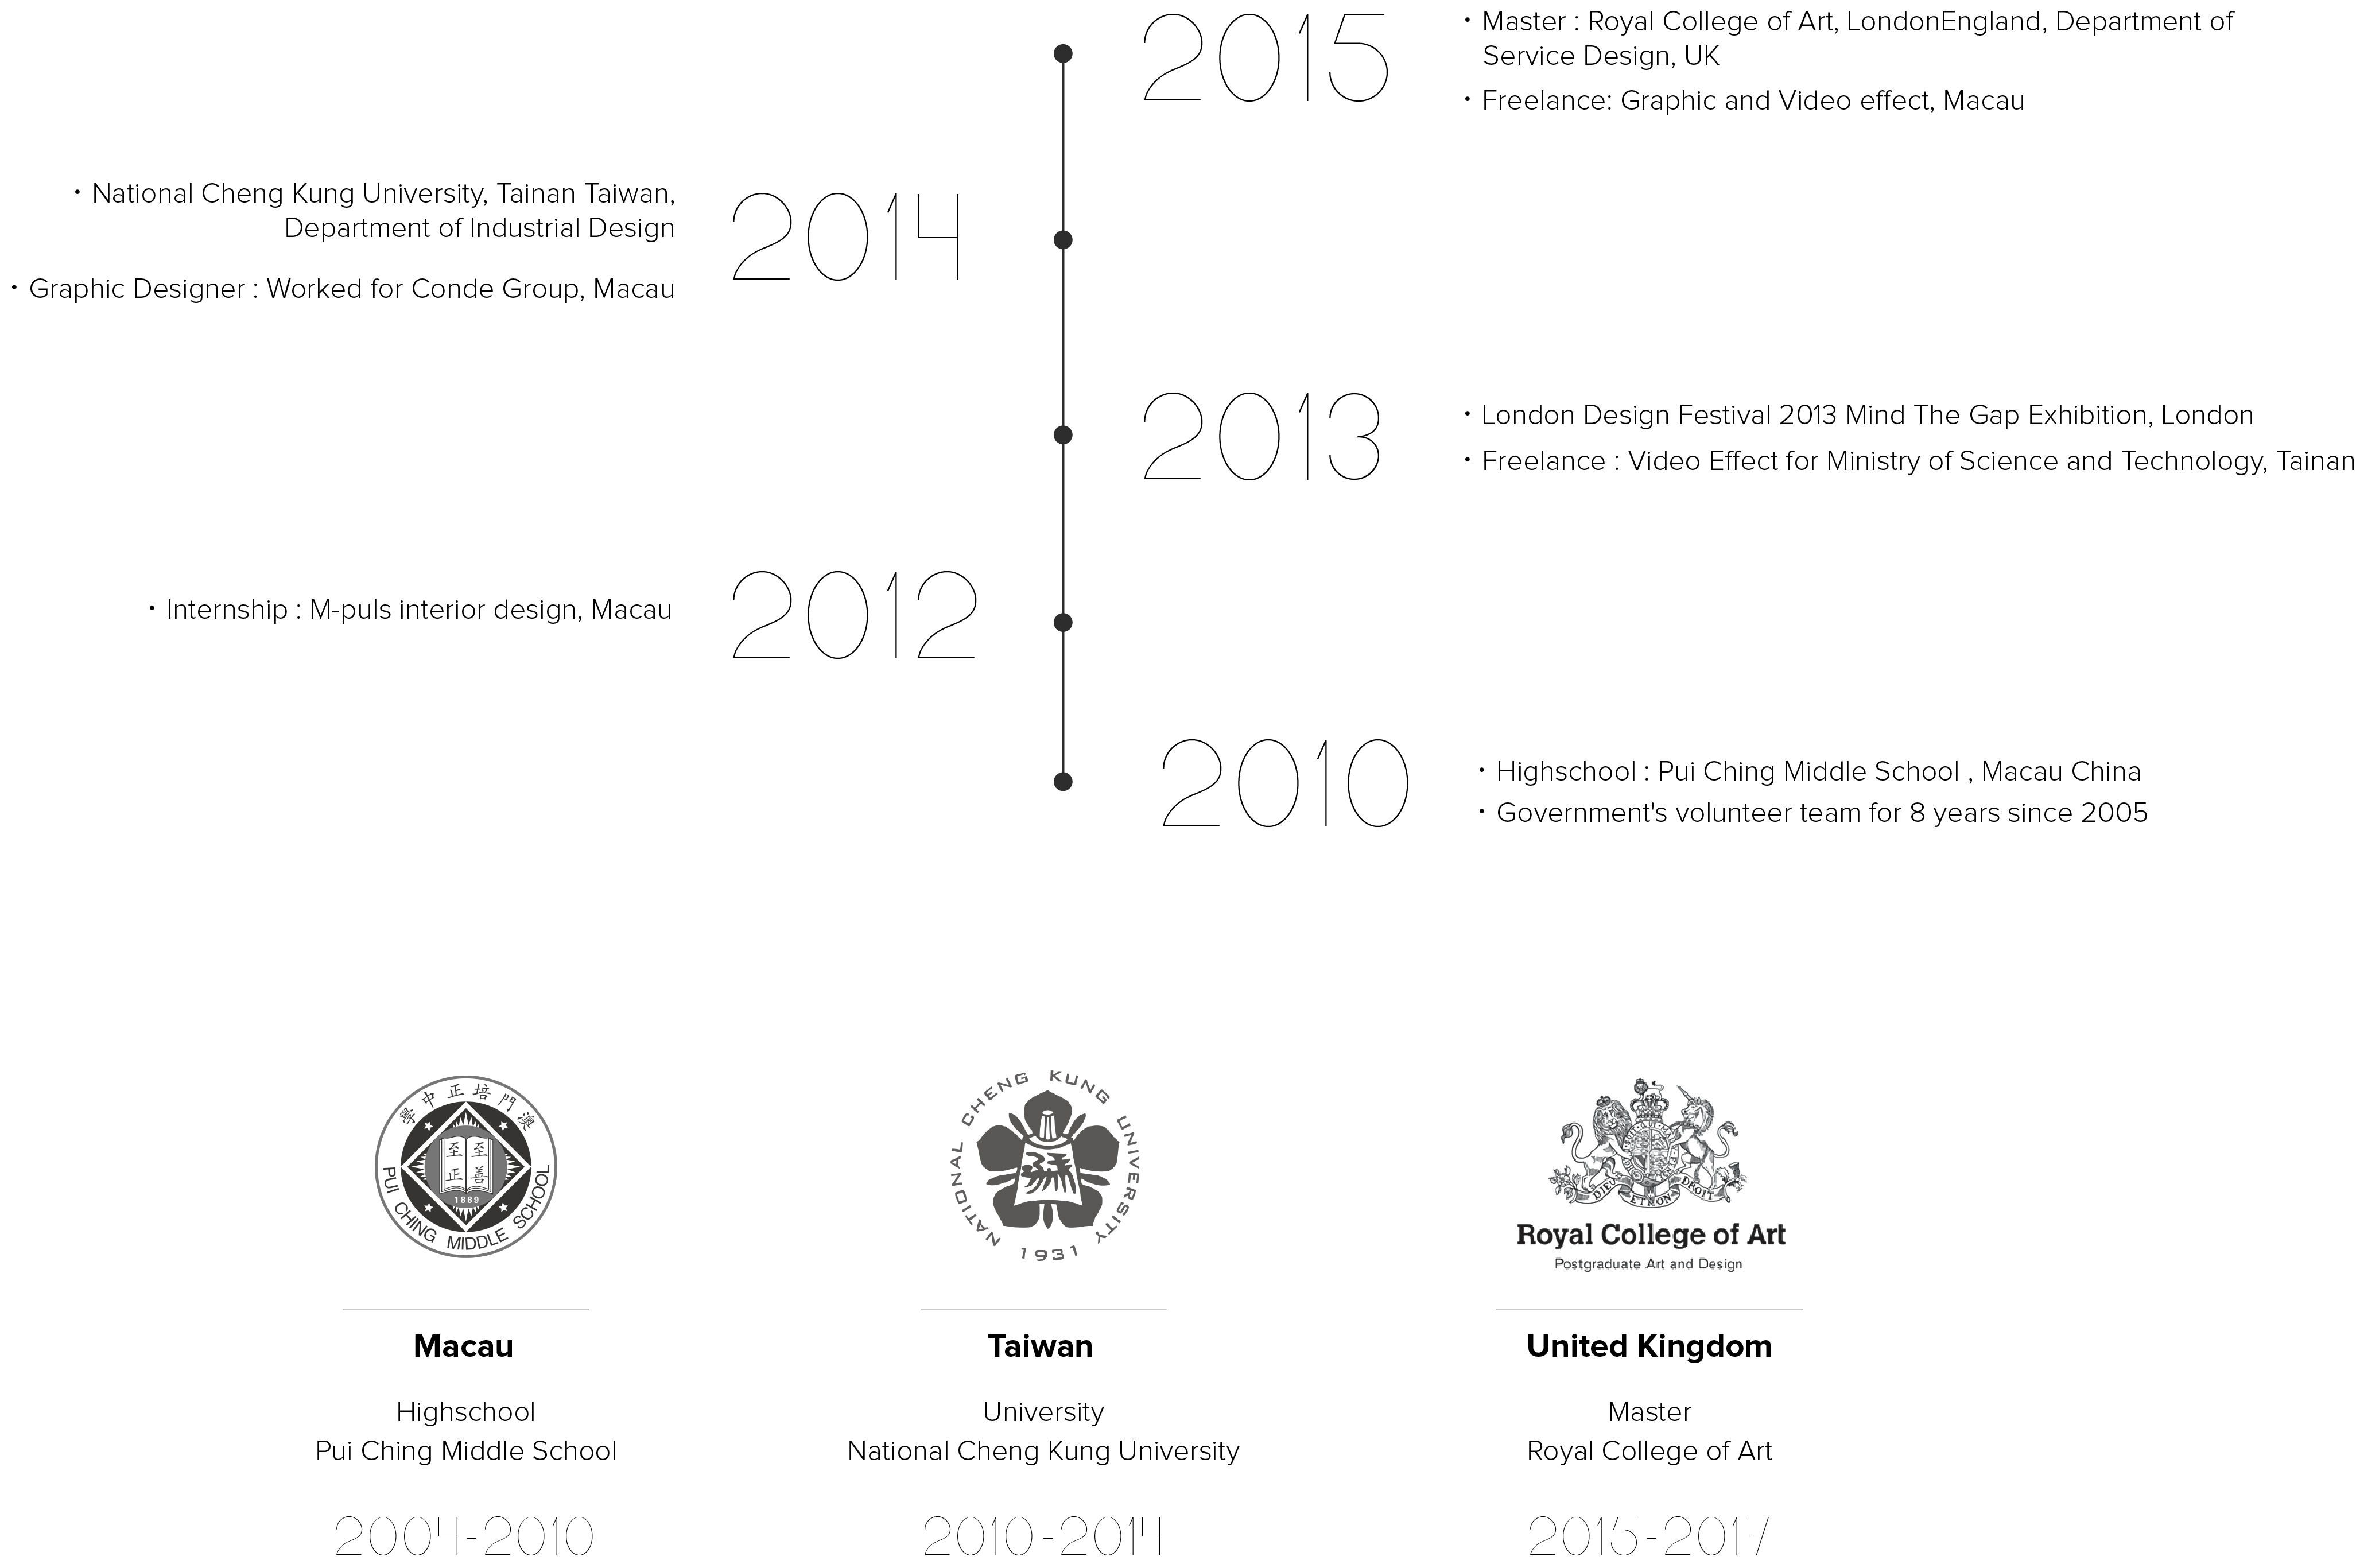 2015
• Master : Royal College of Art, LondonEngland, Department of
Service Design, UK
• Freelance: Graphic and Video effect, Macau
• National Cheng Kung University, Tainan Taiwan,
Department of Industrial Design
• Graphic Designer : Worked for Conde Group, Macau
2014
2013
• London Design Festival 2013 Mind The Gap Exhibition, London
• Freelance : Video Effect for Ministry of Science and Technology, Tainan
• Internship : M-puls interior design, Macau
2012
2010
• Highschool : Pui Ching Middle School , Macau China
• Government's volunteer team for 8 years since 2005
學中正培門澳
至至
正善
1889
PUI CHING MIDDLE SCHOOL
NATIONAL CHENG KUNG UNIVERSITY
1931
DIEU ET MON DROIT
Royal College of Art
Postgraduate Art and Design
Macau
Highschool
Pui Ching Middle School
2004-2010
Taiwan
University
National Cheng Kung University
2010-2014
United Kingdom
Master
Royal College of Art
2015-2017